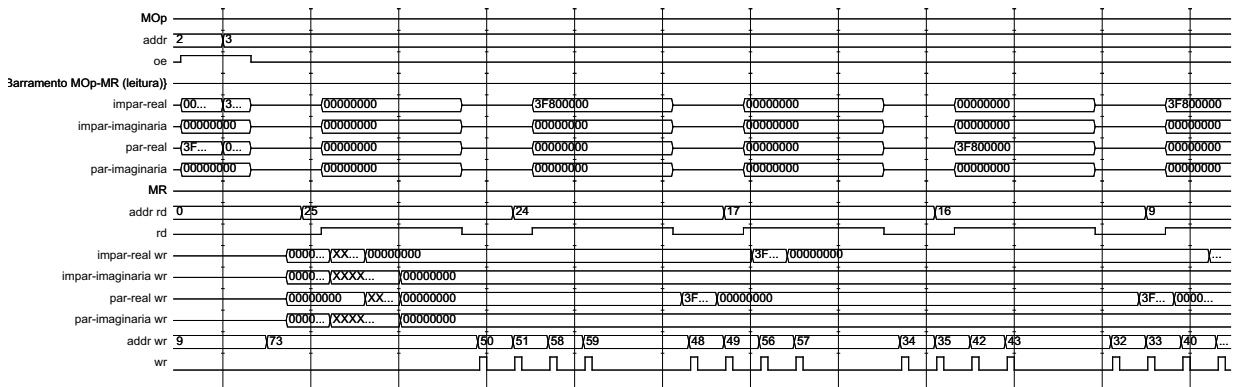 MOp
addr 2 3
oe
Barramento MOp-MR (leitura)}
impar-real 00... 3... 00000000 3F800000 00000000 00000000 3F800000
impar-imaginaria 00000000 00000000 00000000 00000000 00000000 00000000
par-real 3F... 0... 00000000 00000000 00000000 3F800000 00000000
par-imaginaria 00000000 00000000 00000000 00000000 00000000 00000000
MR
addr rd 0 25 24 17 16 9
rd
impar-real wr 0000... XX... 00000000 3F... 00000000 ...
impar-imaginaria wr 0000... XXXX... 00000000
par-real wr 00000000 XX... 00000000 3F... 00000000 3F... 0000...
par-imaginaria wr 0000... XXXX... 00000000
addr wr 9 73 50 51 58 59 48 49 56 57 34 35 42 43 32 33 40 ...
wr